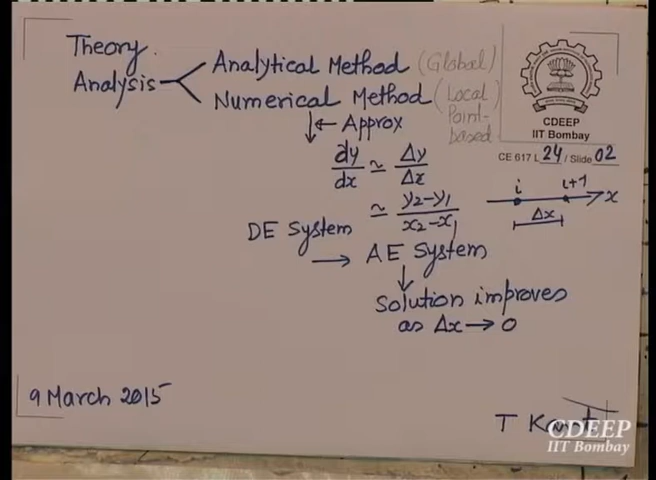 Theory
Analysis
Analytical Method (Global)
Numerical Method (Local
Point-
based
← Approx
dy/dx ≃ Δy/Δx
≃ y₂-y₁/x₂-x₁
DE System
→ AE System
Solution improves
as Δx → 0
CDEEP
IIT Bombay
CE 617 L 24 / Slide 02
i i+1 x
Δx
9 March 2015
T Kant
CDEEP
IIT Bombay